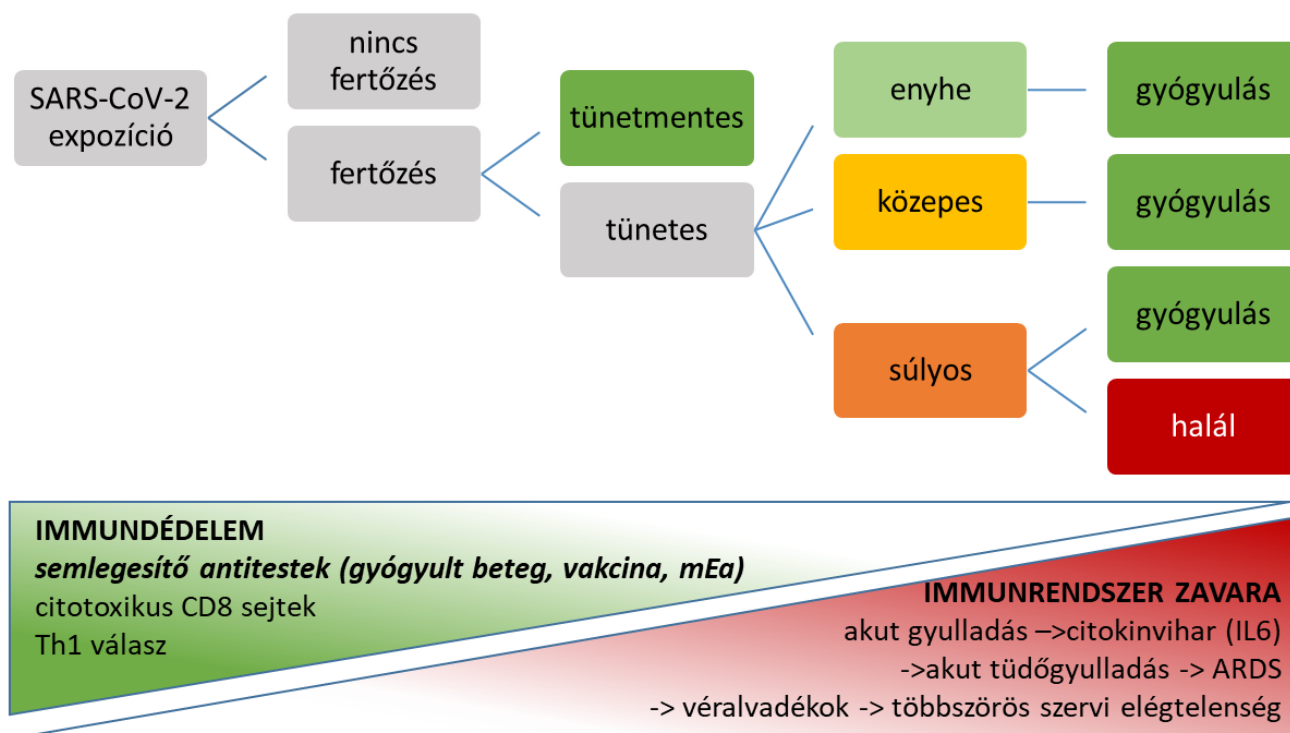 SARS-CoV-2
expozíció
nincs
fertőzés
fertőzés
tünetmentes
tünetes
enyhe
közepes
súlyos
gyógyulás
gyógyulás
gyógyulás
halál
IMMUNDÉDELEM
semlegesítő antitestek (gyógyult beteg, vakcina, mEa)
citotoxikus CD8 sejtek
Th1 válasz
IMMUNRENDSZER ZAVARA
akut gyulladás –>citokinvihar (IL6)
->akut tüdőgyulladás -> ARDS
-> véralvadékok -> többszörös szervi elégtelenség